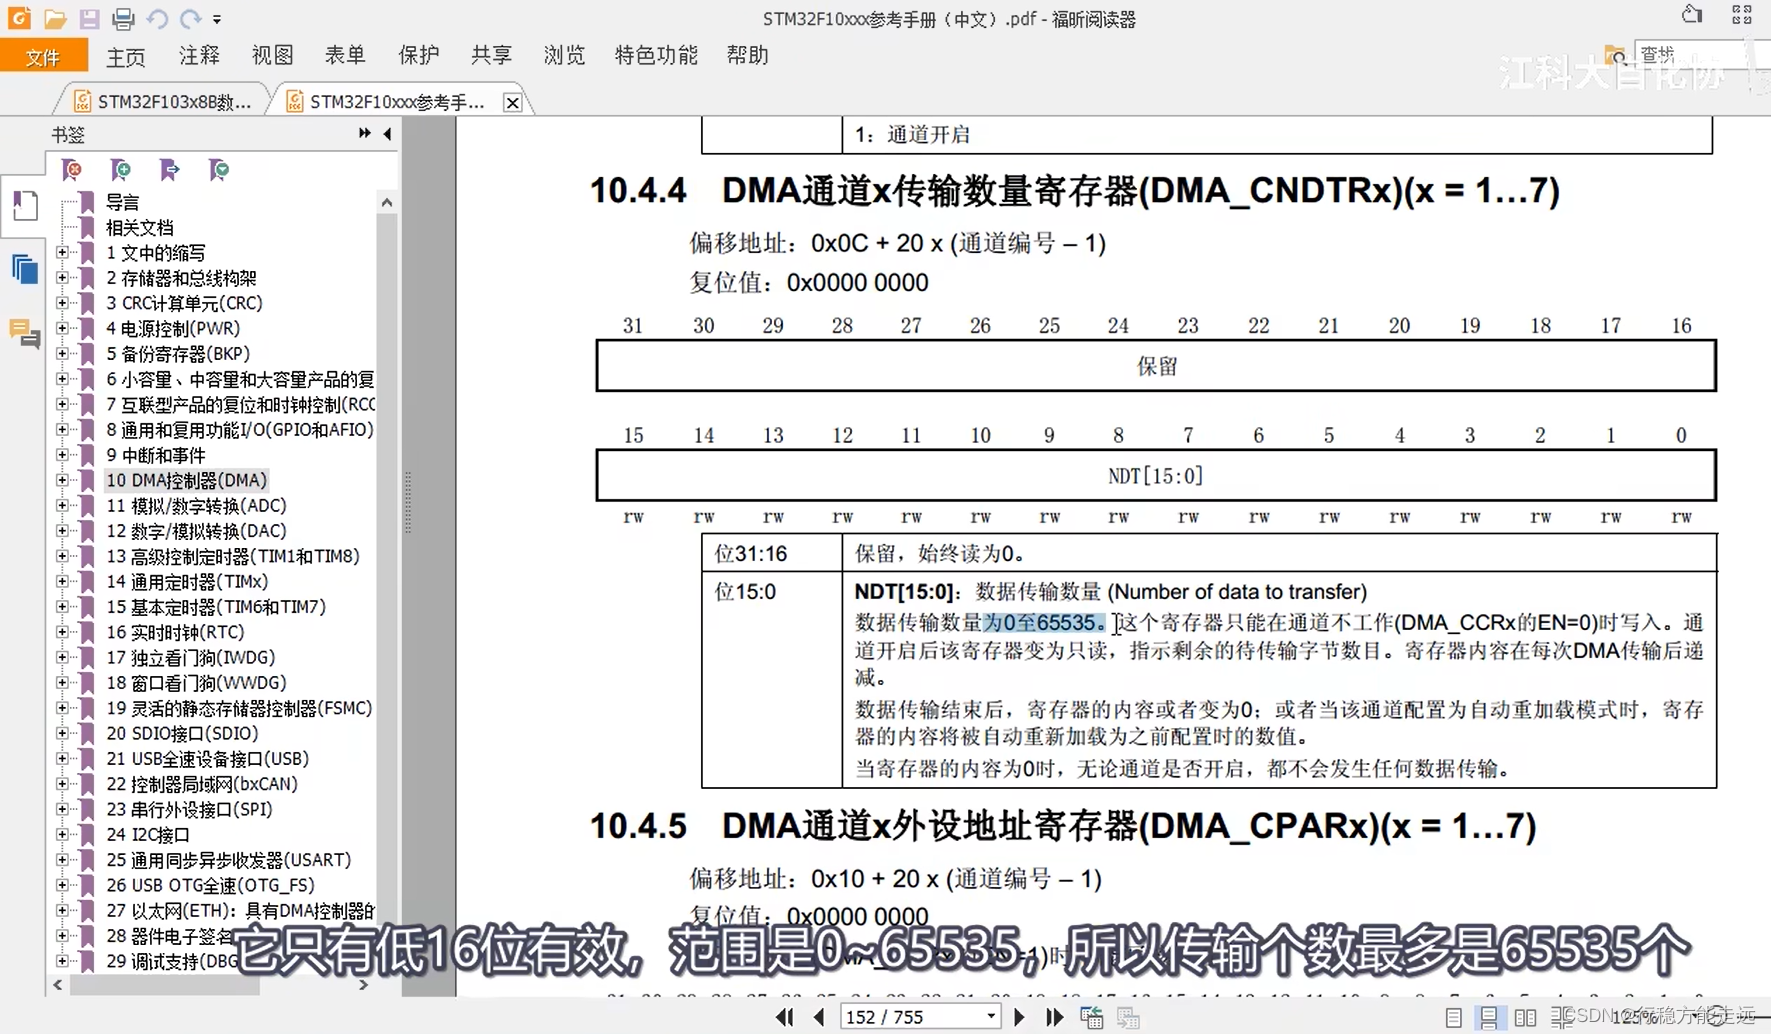 STM32F10xxx参考手册（中文）.pdf - 福昕阅读器
文件 主页 注释 视图 表单 保护 共享 浏览 特色功能 帮助
查找
江科大自化协
STM32F103x8B数... STM32F10xxx参考手...
书签
导言
相关文档
1 文中的缩写
2 存储器和总线构架
3 CRC计算单元(CRC)
4 电源控制(PWR)
5 备份寄存器(BKP)
6 小容量、中容量和大容量产品的复
7 互联型产品的复位和时钟控制(RCC
8 通用和复用功能I/O(GPIO和AFIO)
9 中断和事件
10 DMA控制器(DMA)
11 模拟/数字转换(ADC)
12 数字/模拟转换(DAC)
13 高级控制定时器(TIM1和TIM8)
14 通用定时器(TIMx)
15 基本定时器(TIM6和TIM7)
16 实时时钟(RTC)
17 独立看门狗(IWDG)
18 窗口看门狗(WWDG)
19 灵活的静态存储器控制器(FSMC)
20 SDIO接口(SDIO)
21 USB全速设备接口(USB)
22 控制器局域网(bxCAN)
23 串行外设接口(SPI)
24 I2C接口
25 通用同步异步收发器(USART)
26 USB OTG全速(OTG_FS)
27 以太网(ETH)：具有DMA控制器的
28 器件电子签名
29 调试支持(DBG
1：通道开启
10.4.4 DMA通道x传输数量寄存器(DMA_CNDTRx)(x = 1…7)
偏移地址：0x0C + 20 x (通道编号 – 1)
复位值：0x0000 0000
31 30 29 28 27 26 25 24 23 22 21 20 19 18 17 16
保留
15 14 13 12 11 10 9 8 7 6 5 4 3 2 1 0
NDT[15:0]
rw rw rw rw rw rw rw rw rw rw rw rw rw rw rw rw
位31:16 保留，始终读为0。
位15:0 NDT[15:0]：数据传输数量 (Number of data to transfer)
数据传输数量为0至65535。这个寄存器只能在通道不工作(DMA_CCRx的EN=0)时写入。通
道开启后该寄存器变为只读，指示剩余的待传输字节数目。寄存器内容在每次DMA传输后递
减。
数据传输结束后，寄存器的内容或者变为0；或者当该通道配置为自动重加载模式时，寄存
器的内容将被自动重新加载为之前配置时的数值。
当寄存器的内容为0时，无论通道是否开启，都不会发生任何数据传输。
10.4.5 DMA通道x外设地址寄存器(DMA_CPARx)(x = 1…7)
偏移地址：0x10 + 20 x (通道编号 – 1)
复位值：0x0000 0000
它只有低16位有效，范围是0~65535，所以传输个数最多是65535个
152 / 755
125%
CSDN @行稳方能走远